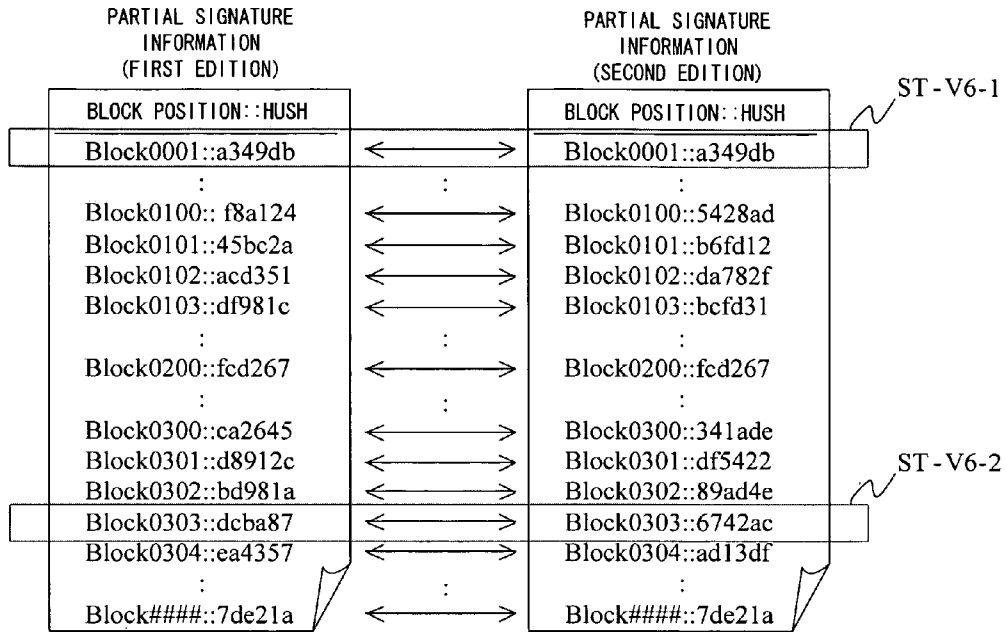 PARTIAL SIGNATURE
INFORMATION
(FIRST EDITION)
PARTIAL SIGNATURE
INFORMATION
(SECOND EDITION)
BLOCK POSITION::HUSH
BLOCK POSITION::HUSH
ST-V6-1
Block0001::a349db
Block0001::a349db
:
:
:
Block0100:: f8a124
Block0100::5428ad
Block0101::45bc2a
Block0101::b6fd12
Block0102::acd351
Block0102::da782f
Block0103::df981c
Block0103::bcfd31
:
:
:
Block0200::fcd267
Block0200::fcd267
:
:
:
Block0300::ca2645
Block0300::341ade
Block0301::d8912c
Block0301::df5422
ST-V6-2
Block0302::bd981a
Block0302::89ad4e
Block0303::dcba87
Block0303::6742ac
Block0304::ea4357
Block0304::ad13df
:
:
:
Block####::7de21a
Block####::7de21a